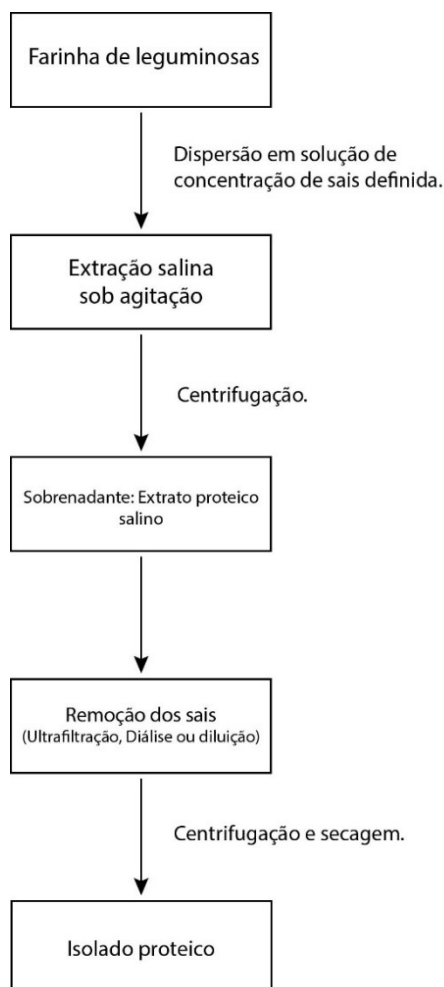 Farinha de leguminosas
Dispersão em solução de
concentração de sais definida.
Extração salina
sob agitação
Centrifugação.
Sobrenadante: Extrato proteico
salino
Remoção dos sais
(Ultrafiltração, Diálise ou diluição)
Centrifugação e secagem.
Isolado proteico